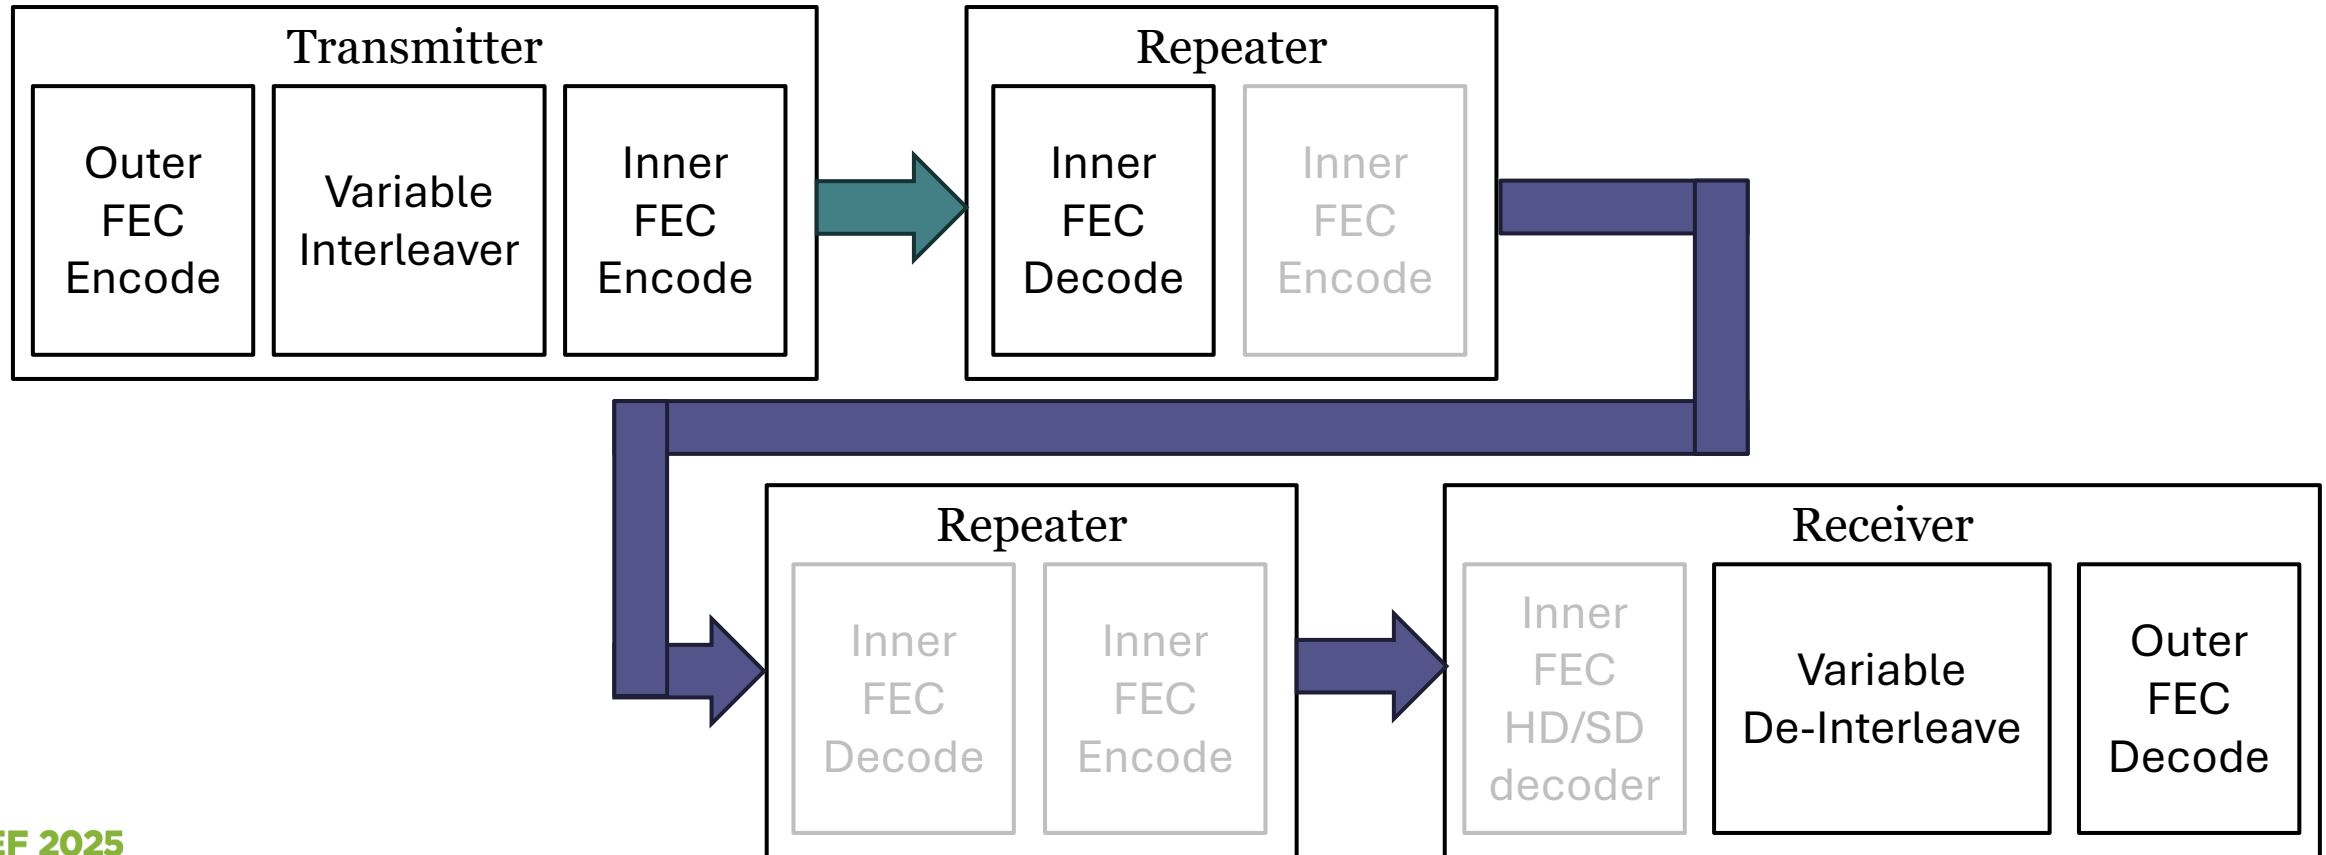 Transmitter
Outer
FEC
Encode
Variable
Interleaver
Inner
FEC
Encode
Repeater
Inner
FEC
Decode
Inner
FEC
Encode
Repeater
Inner
FEC
Decode
Inner
FEC
Encode
Receiver
Inner
FEC
HD/SD
decoder
Variable
De-Interleave
Outer
FEC
Decode
2025